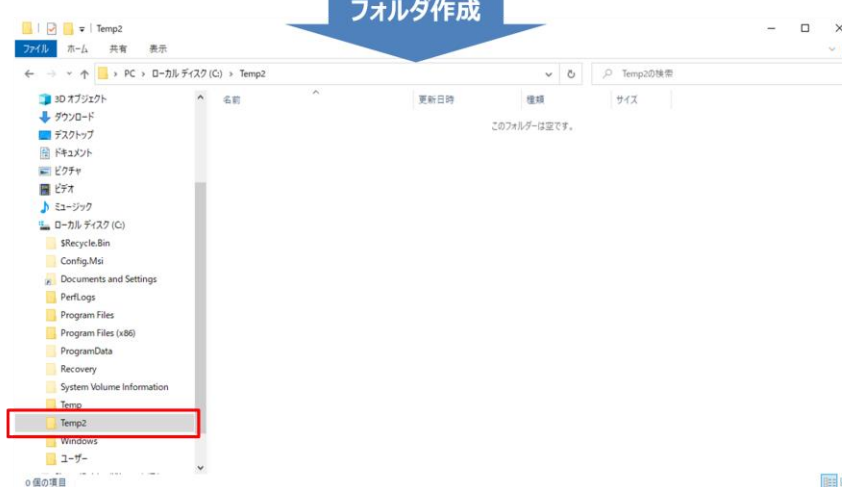 フォルダ作成
Temp2
ファイル ホーム 共有 表示
PC › ローカル ディスク (C:) › Temp2
Temp2の検索
名前 更新日時 種類 サイズ
このフォルダーは空です。
3D オブジェクト
ダウンロード
デスクトップ
ドキュメント
ピクチャ
ビデオ
ミュージック
ローカル ディスク (C:)
$Recycle.Bin
Config.Msi
Documents and Settings
PerfLogs
Program Files
Program Files (x86)
ProgramData
Recovery
System Volume Information
Temp
Temp2
Windows
ユーザー
0 個の項目